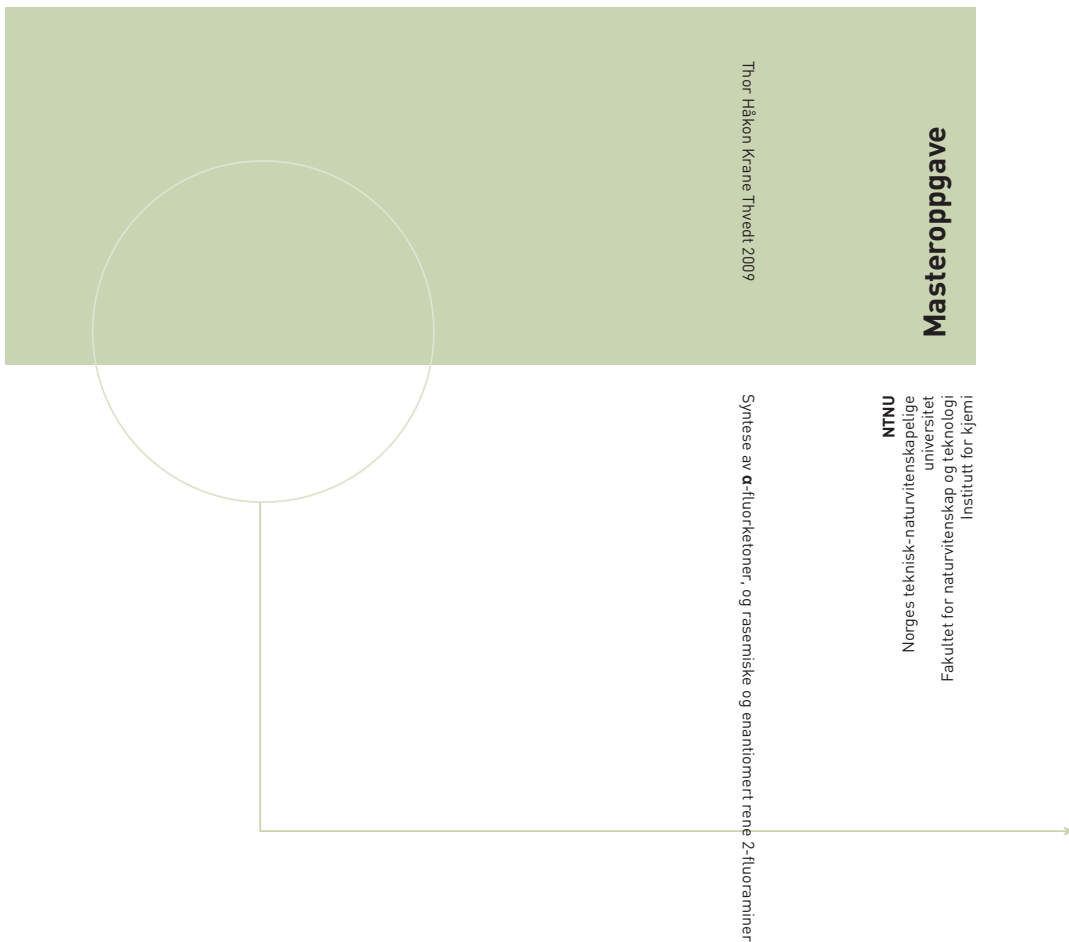 Thor Håkon Krane Thvedt 2009
Masteroppgave
Syntese av α-fluorketoner, og rasemiske og enantiomert rene 2-fluoraminer
NTNU
Norges teknisk-naturvitenskapelige
universitet
Fakultet for naturvitenskap og teknologi
Institutt for kjemi